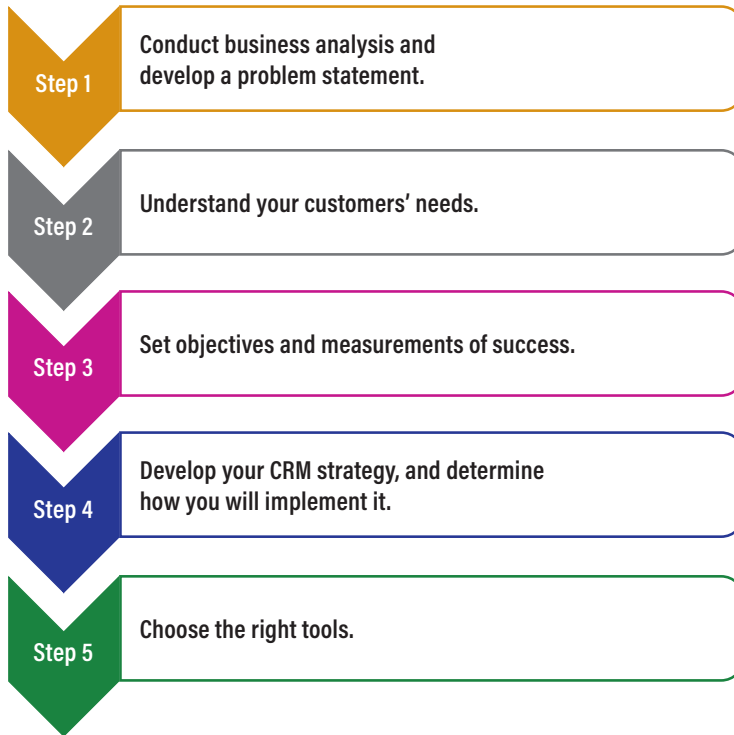 Step 1
Conduct business analysis and
develop a problem statement.
Step 2
Understand your customers’ needs.
Step 3
Set objectives and measurements of success.
Step 4
Develop your CRM strategy, and determine
how you will implement it.
Step 5
Choose the right tools.